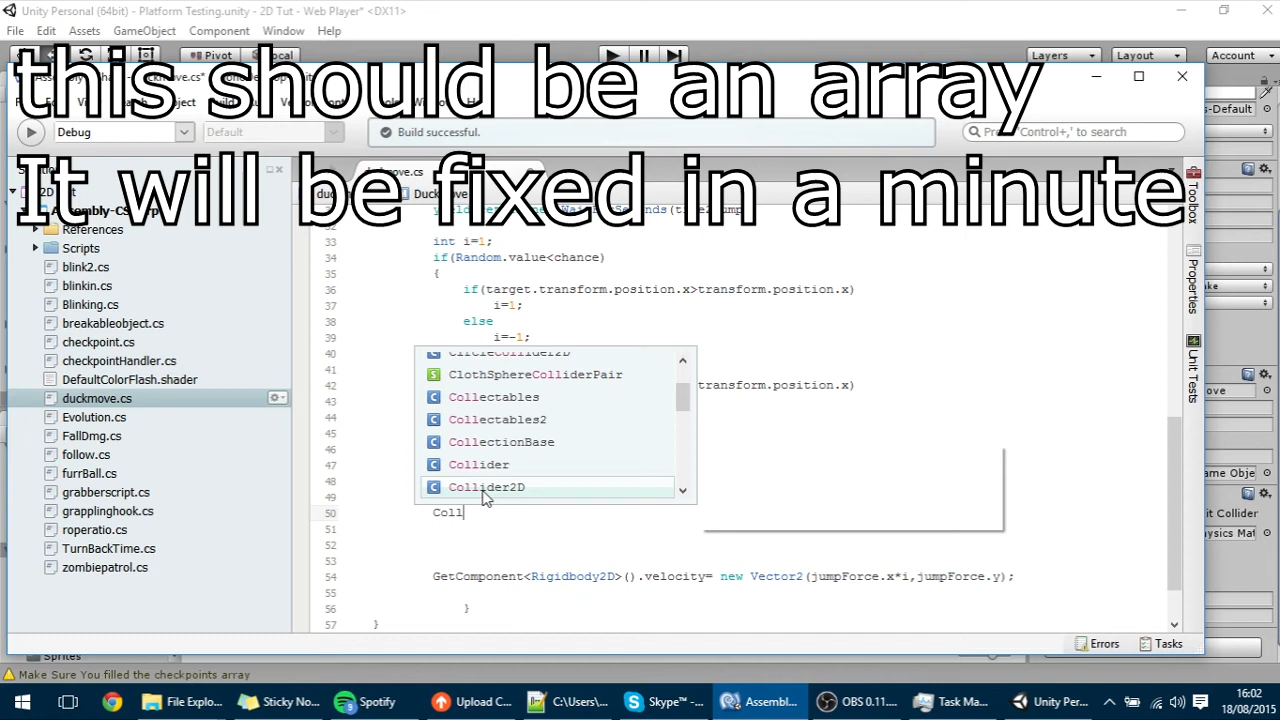 Unity Personal (64bit) - Platform Testing.unity - 2D Tut - Web Player* <DX11>
File Edit Assets GameObject Component Window Help
Pivot Layers Layout Account
this should be an array
It will be fixed in a minute
Debug Default Build successful.
Duckmove
References
Scripts
blink2.cs
blinkin.cs
Blinking.cs
breakableobject.cs
checkpoint.cs
checkpointHandler.cs
DefaultColorFlash.shader
duckmove.cs
Evolution.cs
FallDmg.cs
follow.cs
furrBall.cs
grabberscript.cs
grapplinghook.cs
roperatio.cs
TurnBackTime.cs
zombiepatrol.cs
33 int i=1;
34 if(Random.value<chance)
35 {
36 if(target.transform.position.x>transform.position.x)
37 i=1;
38 else
39 i=-1;
40
41
42 transform.position.x)
43
44
45
46
47
48
49
50 Coll
51
52
53
54 GetComponent<Rigidbody2D>().velocity= new Vector2(jumpForce.x*i,jumpForce.y);
55
56 }
57 }
CircleCollider2D
ClothSphereColliderPair
Collectables
Collectables2
CollectionBase
Collider
Collider2D
Toolbox
Properties
Unit Tests
Errors Tasks
Sprites
Make Sure You filled the checkpoints array
File Explo... Sticky No... Spotify Upload C... C:\Users\... Skype™ -... Assembl... OBS 0.11.... Task Ma... Unity Per...
16:02
18/08/2015